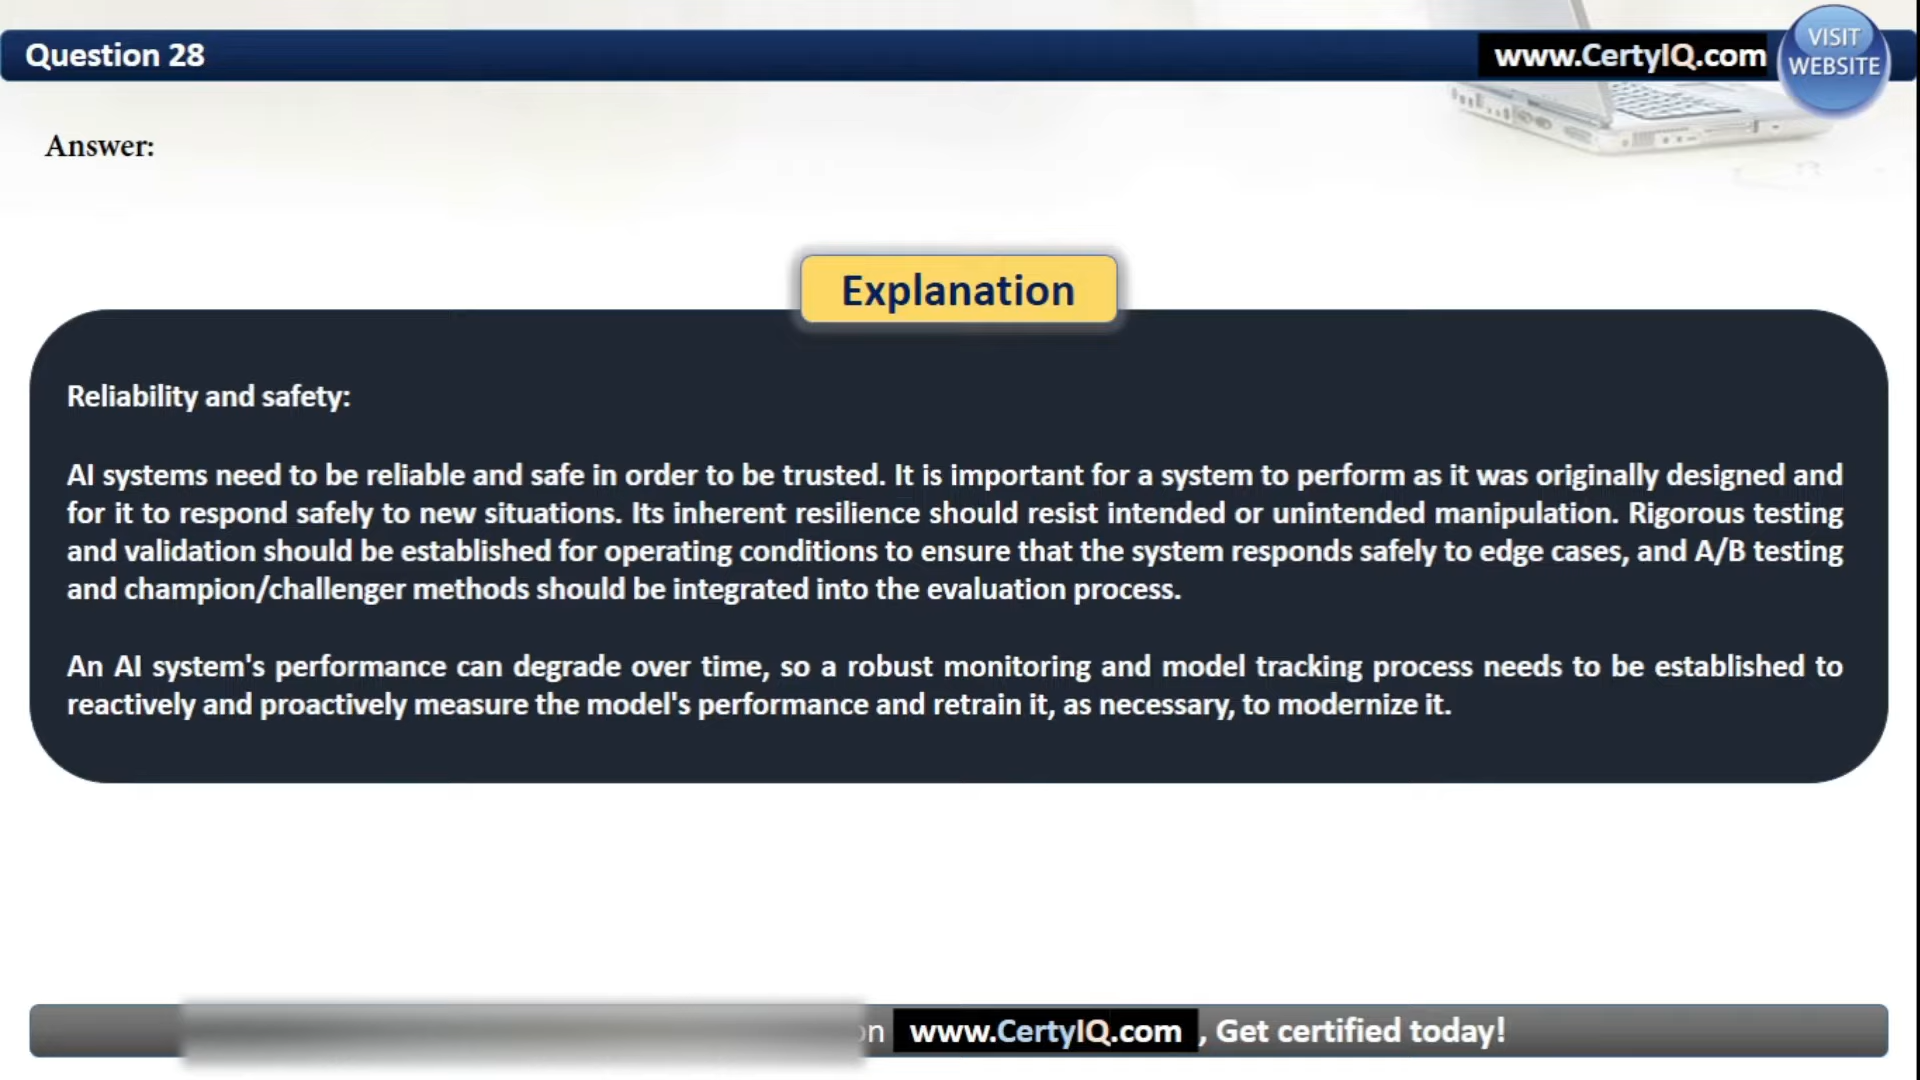 Question 28
www.CertyIQ.com
VISIT
WEBSITE
Answer:
Explanation
Reliability and safety:
AI systems need to be reliable and safe in order to be trusted. It is important for a system to perform as it was originally designed and
for it to respond safely to new situations. Its inherent resilience should resist intended or unintended manipulation. Rigorous testing
and validation should be established for operating conditions to ensure that the system responds safely to edge cases, and A/B testing
and champion/challenger methods should be integrated into the evaluation process.
An AI system's performance can degrade over time, so a robust monitoring and model tracking process needs to be established to
reactively and proactively measure the model's performance and retrain it, as necessary, to modernize it.
www.CertyIQ.com , Get certified today!